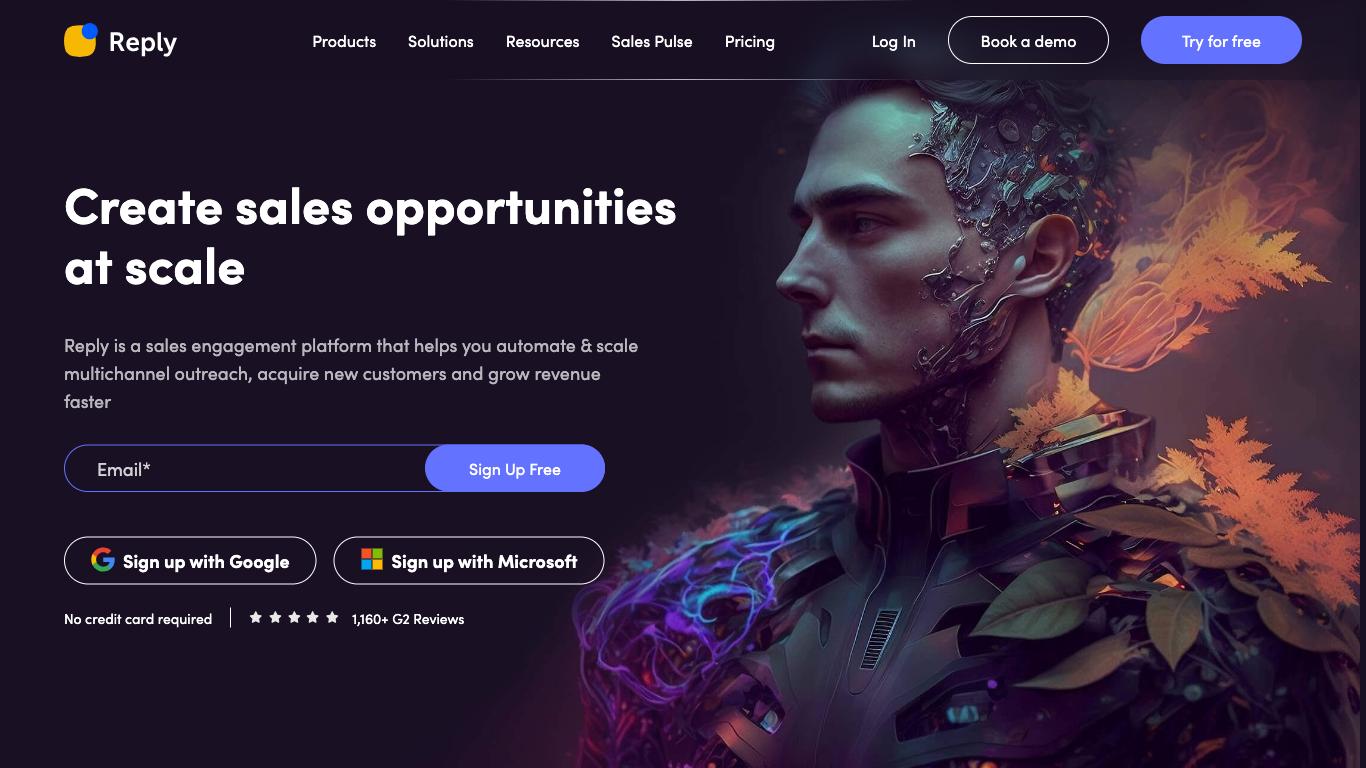 Reply
Products
Solutions
Resources
Sales Pulse
Pricing
Log In
Book a demo
Try for free
Create sales opportunities
at scale
Reply is a sales engagement platform that helps you automate & scale
multichannel outreach, acquire new customers and grow revenue
faster
Email*
Sign Up Free
Sign up with Google
Sign up with Microsoft
No credit card required
1,160+ G2 Reviews